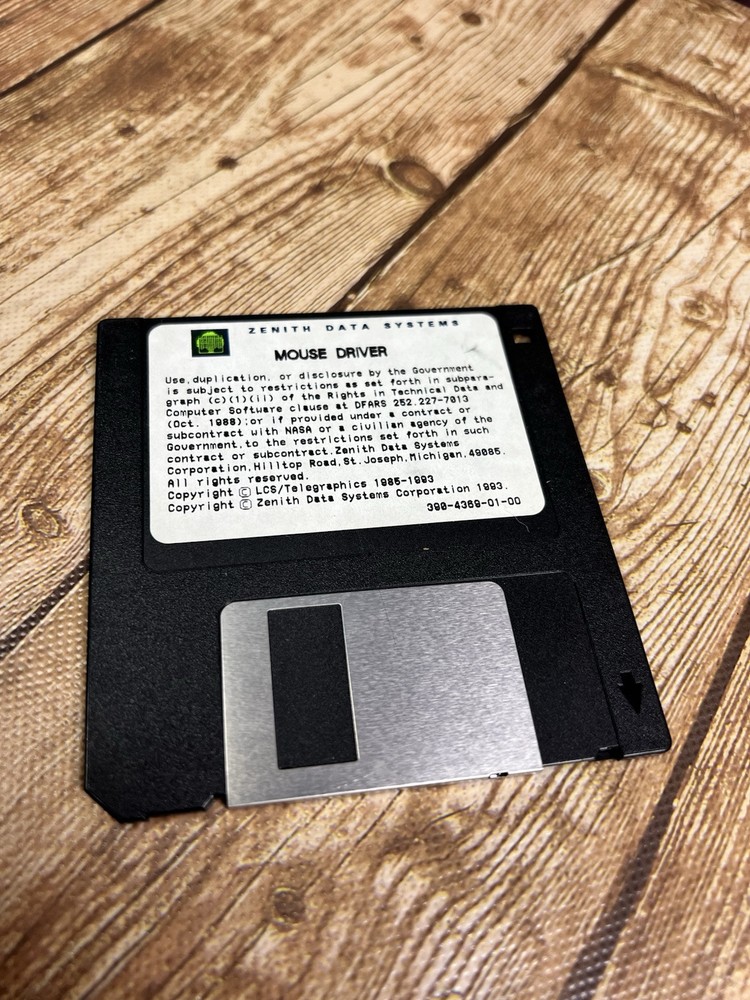 ZENITH DATA SYSTEMS
MOUSE DRIVER
Use,duplication, or disclosure by the Government
is subject to restrictions as set forth in subpara-
graph (c)(1)(ii) of the Rights in Technical Data and
Computer Software clause at DFARS 252.227-7013
(Oct. 1988);or if provided under a contract or
subcontract with NASA or a civilian agency of the
Government,to the restrictions set forth in such
contract or subcontract.Zenith Data Systems
Corporation,Hilltop Road,St.Joseph,Michigan,49085.
All rights reserved.
Copyright © LCS/Telegraphics 1985-1993
Copyright © Zenith Data Systems Corporation 1993.
390-4369-01-00